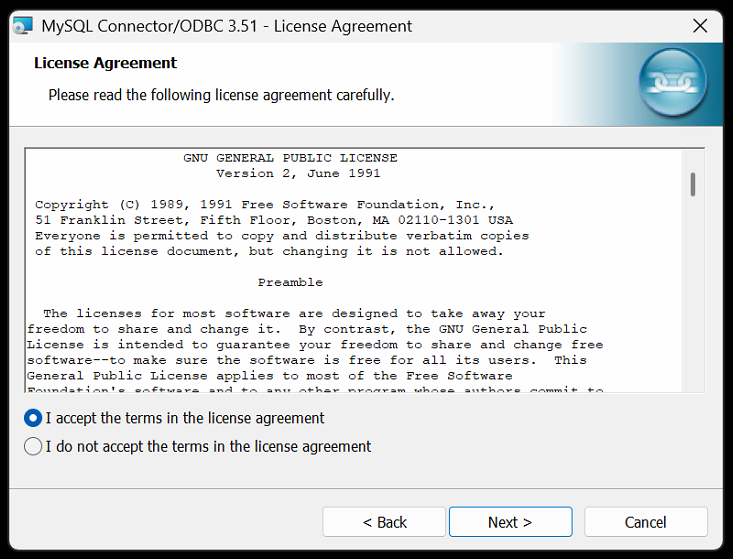 MySQL Connector/ODBC 3.51 - License Agreement
License Agreement
Please read the following license agreement carefully.
GNU GENERAL PUBLIC LICENSE
Version 2, June 1991
Copyright (C) 1989, 1991 Free Software Foundation, Inc.,
51 Franklin Street, Fifth Floor, Boston, MA 02110-1301 USA
Everyone is permitted to copy and distribute verbatim copies
of this license document, but changing it is not allowed.
Preamble
The licenses for most software are designed to take away your
freedom to share and change it.  By contrast, the GNU General Public
License is intended to guarantee your freedom to share and change free
software--to make sure the software is free for all its users.  This
General Public License applies to most of the Free Software
Foundation's software and to any other program whose authors commit to
I accept the terms in the license agreement
I do not accept the terms in the license agreement
< Back
Next >
Cancel